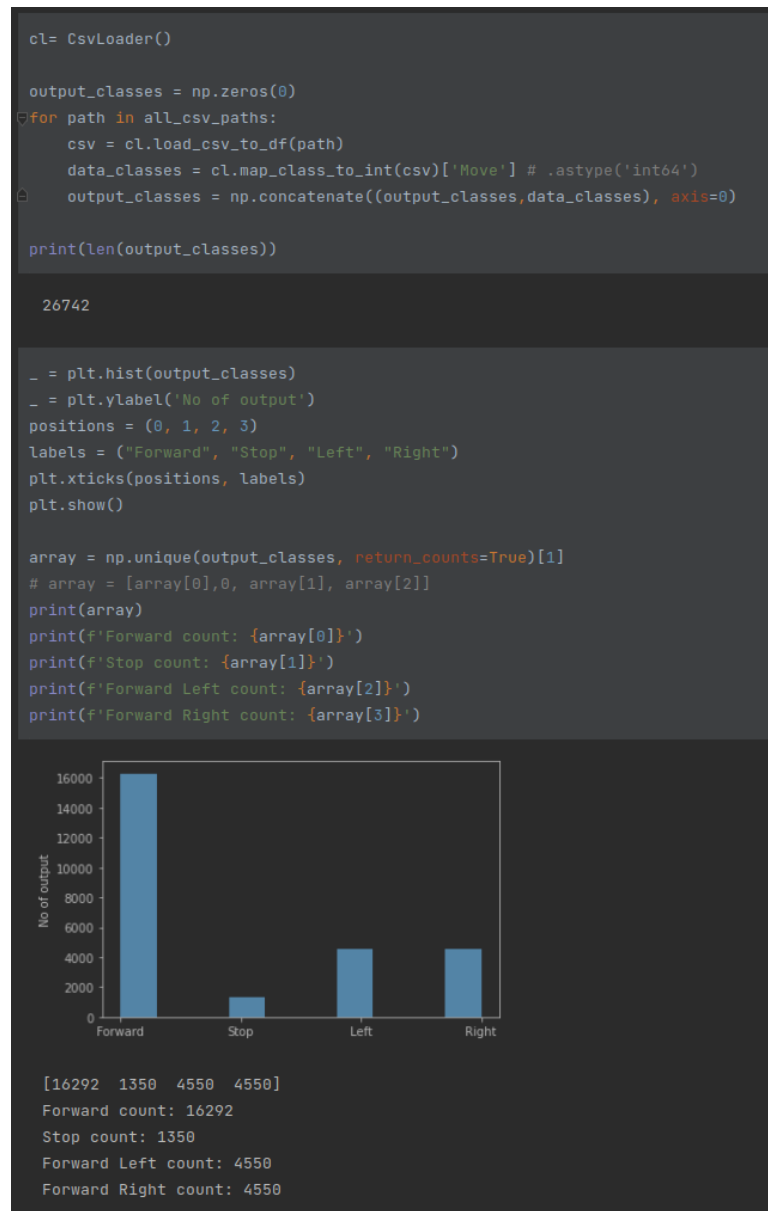 cl= CsvLoader()
output_classes = np.zeros(0)
for path in all_csv_paths:
    csv = cl.load_csv_to_df(path)
    data_classes = cl.map_class_to_int(csv)['Move'] # .astype('int64')
    output_classes = np.concatenate((output_classes,data_classes), axis=0)
print(len(output_classes))
26742
_ = plt.hist(output_classes)
_ = plt.ylabel('No of output')
positions = (0, 1, 2, 3)
labels = ("Forward", "Stop", "Left", "Right")
plt.xticks(positions, labels)
plt.show()
array = np.unique(output_classes, return_counts=True)[1]
# array = [array[0],0, array[1], array[2]]
print(array)
print(f'Forward count: {array[0]}')
print(f'Stop count: {array[1]}')
print(f'Forward Left count: {array[2]}')
print(f'Forward Right count: {array[3]}')
No of output
16000
14000
12000
10000
8000
6000
4000
2000
0
Forward Stop Left Right
[16292  1350  4550  4550]
Forward count: 16292
Stop count: 1350
Forward Left count: 4550
Forward Right count: 4550